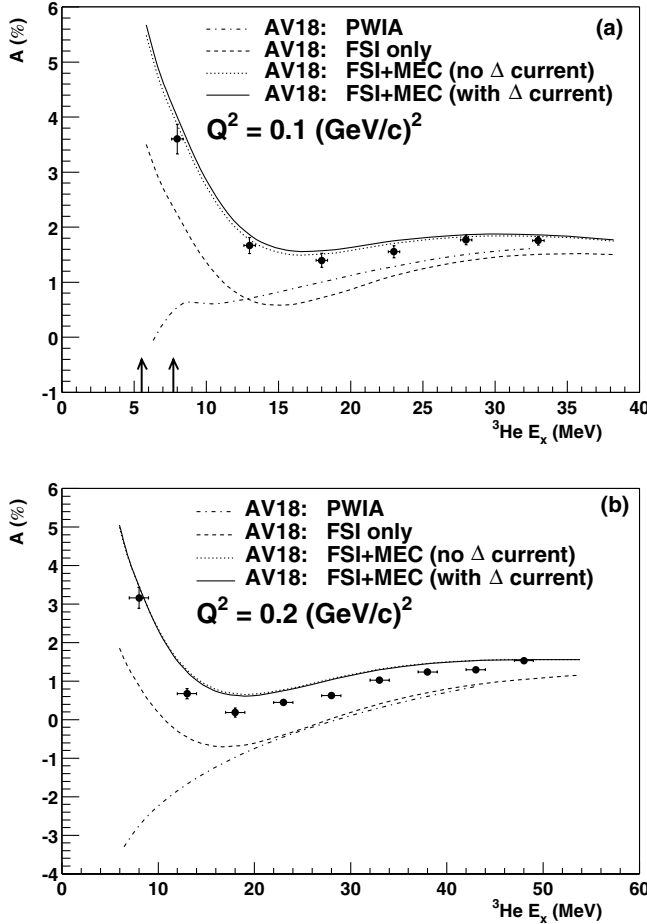 A (%)
6
5
4
3
2
1
0
-1
(a)
AV18: PWIA
AV18: FSI only
AV18: FSI+MEC (no Δ current)
AV18: FSI+MEC (with Δ current)
Q² = 0.1 (GeV/c)²
0 5 10 15 20 25 30 35 40
³He Eₓ (MeV)
A (%)
6
5
4
3
2
1
0
-1
-2
-3
-4
(b)
AV18: PWIA
AV18: FSI only
AV18: FSI+MEC (no Δ current)
AV18: FSI+MEC (with Δ current)
Q² = 0.2 (GeV/c)²
0 10 20 30 40 50 60
³He Eₓ (MeV)